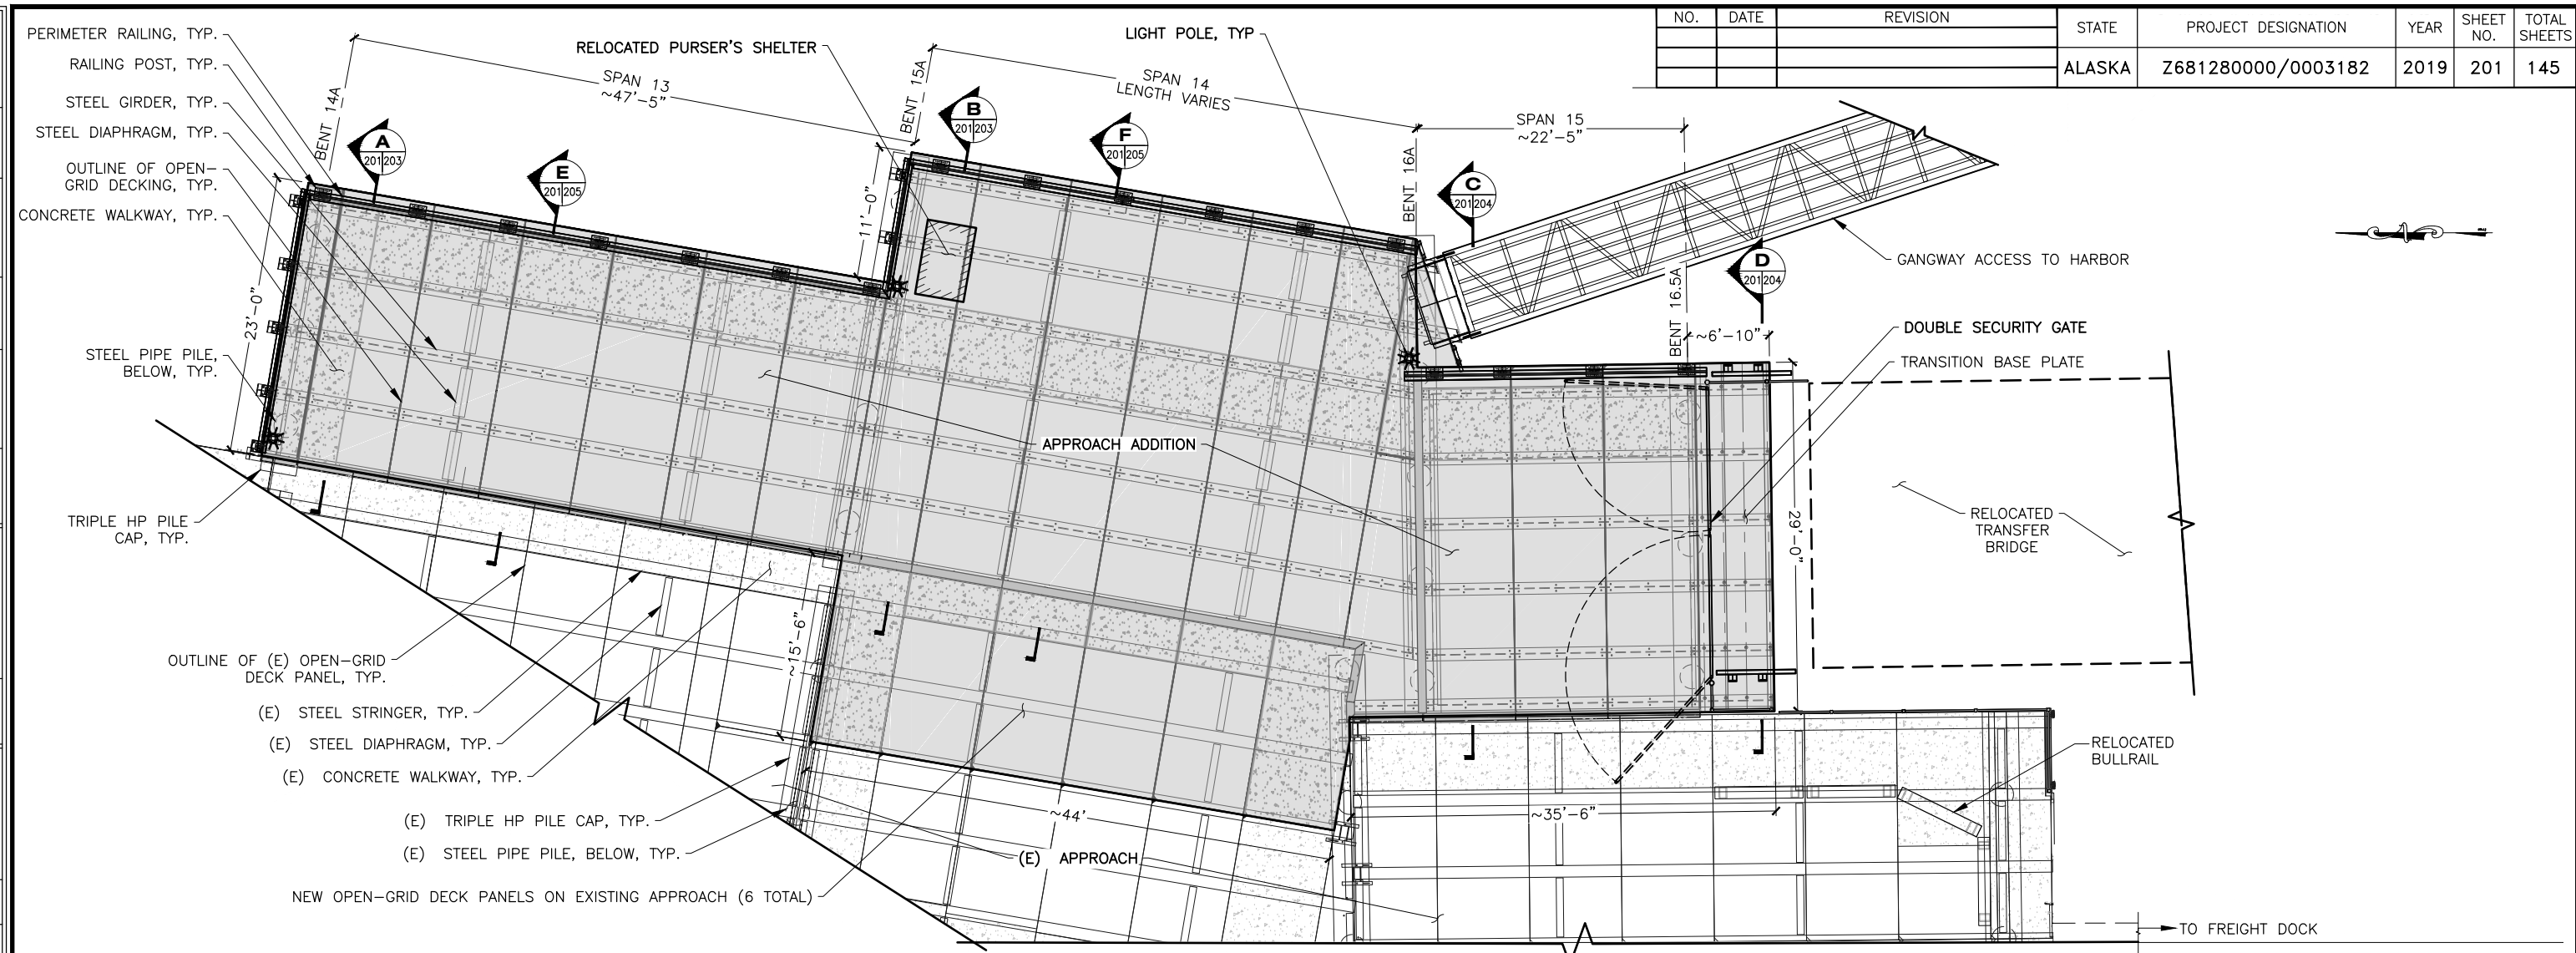 NO. DATE REVISION STATE PROJECT DESIGNATION YEAR SHEET NO. TOTAL SHEETS
ALASKA Z681280000/0003182 2019 201 145
PERIMETER RAILING, TYP.
RAILING POST, TYP.
STEEL GIRDER, TYP.
STEEL DIAPHRAGM, TYP.
OUTLINE OF OPEN-
GRID DECKING, TYP.
CONCRETE WALKWAY, TYP.
STEEL PIPE PILE,
BELOW, TYP.
TRIPLE HP PILE
CAP, TYP.
OUTLINE OF (E) OPEN-GRID
DECK PANEL, TYP.
(E) STEEL STRINGER, TYP.
(E) STEEL DIAPHRAGM, TYP.
(E) CONCRETE WALKWAY, TYP.
(E) TRIPLE HP PILE CAP, TYP.
(E) STEEL PIPE PILE, BELOW, TYP.
NEW OPEN-GRID DECK PANELS ON EXISTING APPROACH (6 TOTAL)
RELOCATED PURSER'S SHELTER
LIGHT POLE, TYP
SPAN 13
~47'-5"
SPAN 14
LENGTH VARIES
SPAN 15
~22'-5"
BENT 14A
BENT 15A
BENT 16A
BENT 16.5A
A
201 203
E
201 205
B
201 203
F
201 205
C
201 204
D
201 204
23'-0"
11'-0"
~6'-10"
29'-0"
~15'-6"
~44'
~35'-6"
APPROACH ADDITION
(E) APPROACH
GANGWAY ACCESS TO HARBOR
DOUBLE SECURITY GATE
TRANSITION BASE PLATE
RELOCATED
TRANSFER
BRIDGE
RELOCATED
BULLRAIL
TO FREIGHT DOCK